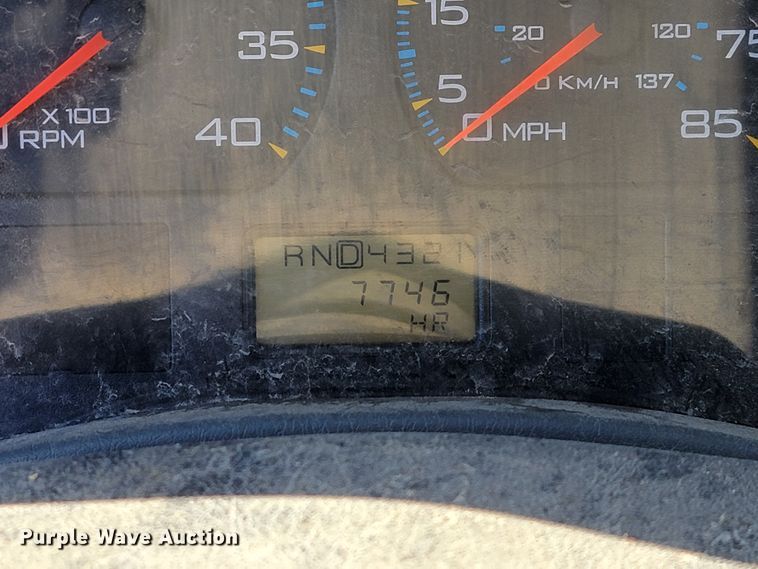 35
40
X 100
RPM
15
5
0 MPH
20
0 KM/H
120
137
75
85
RND4321
7746
HR
Purple Wave Auction®